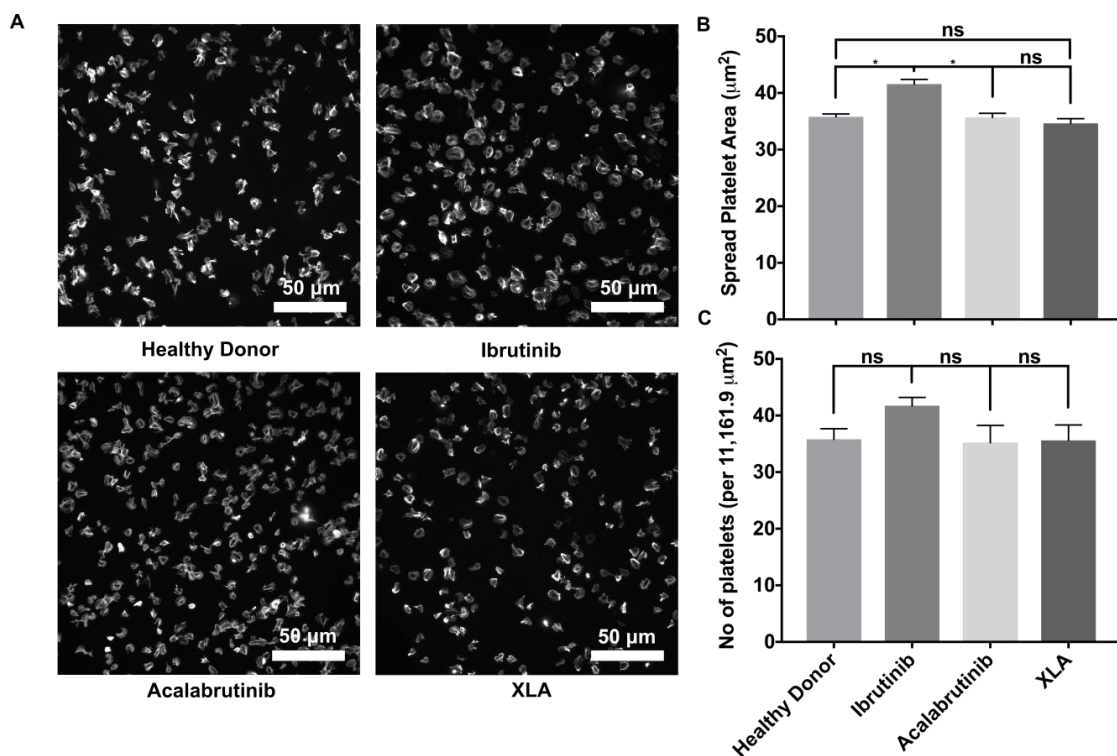 A
50 µm
50 µm
Healthy Donor
Ibrutinib
50 µm
50 µm
Acalabrutinib
XLA
B
Spread Platelet Area (µm²)
50
40
30
20
10
0
ns
*
*
ns
C
No of platelets (per 11,161.9 µm²)
50
40
30
20
10
0
ns
ns
ns
Healthy Donor
Ibrutinib
Acalabrutinib
XLA